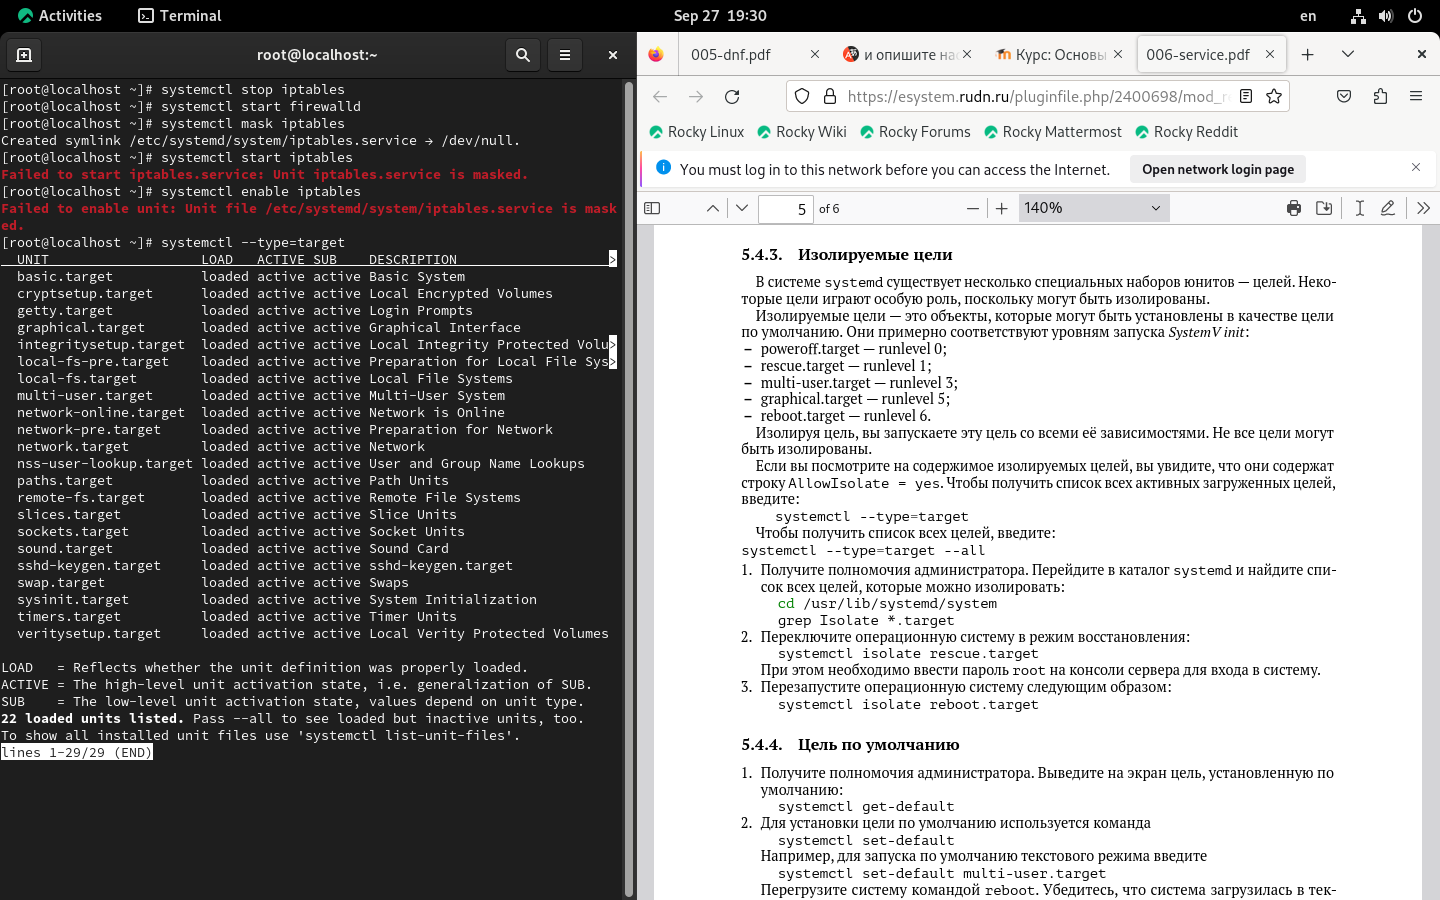 Activities
Terminal
Sep 27 19:30
en
root@localhost:~
[root@localhost ~]# systemctl stop iptables
[root@localhost ~]# systemctl start firewalld
[root@localhost ~]# systemctl mask iptables
Created symlink /etc/systemd/system/iptables.service → /dev/null.
[root@localhost ~]# systemctl start iptables
Failed to start iptables.service: Unit iptables.service is masked.
[root@localhost ~]# systemctl enable iptables
Failed to enable unit: Unit file /etc/systemd/system/iptables.service is mask
ed.
[root@localhost ~]# systemctl --type=target
UNIT LOAD ACTIVE SUB DESCRIPTION >
basic.target loaded active active Basic System
cryptsetup.target loaded active active Local Encrypted Volumes
getty.target loaded active active Login Prompts
graphical.target loaded active active Graphical Interface
integritysetup.target loaded active active Local Integrity Protected Volu>
local-fs-pre.target loaded active active Preparation for Local File Sys>
local-fs.target loaded active active Local File Systems
multi-user.target loaded active active Multi-User System
network-online.target loaded active active Network is Online
network-pre.target loaded active active Preparation for Network
network.target loaded active active Network
nss-user-lookup.target loaded active active User and Group Name Lookups
paths.target loaded active active Path Units
remote-fs.target loaded active active Remote File Systems
slices.target loaded active active Slice Units
sockets.target loaded active active Socket Units
sound.target loaded active active Sound Card
sshd-keygen.target loaded active active sshd-keygen.target
swap.target loaded active active Swaps
sysinit.target loaded active active System Initialization
timers.target loaded active active Timer Units
veritysetup.target loaded active active Local Verity Protected Volumes
LOAD = Reflects whether the unit definition was properly loaded.
ACTIVE = The high-level unit activation state, i.e. generalization of SUB.
SUB = The low-level unit activation state, values depend on unit type.
22 loaded units listed. Pass --all to see loaded but inactive units, too.
To show all installed unit files use 'systemctl list-unit-files'.
lines 1-29/29 (END)
005-dnf.pdf
и опишите на
Курс: Основы
006-service.pdf
https://esystem.rudn.ru/pluginfile.php/2400698/mod_r
Rocky Linux
Rocky Wiki
Rocky Forums
Rocky Mattermost
Rocky Reddit
You must log in to this network before you can access the Internet.
Open network login page
5 of 6
140%
5.4.3. Изолируемые цели
В системе systemd существует несколько специальных наборов юнитов — целей. Неко-
торые цели играют особую роль, поскольку могут быть изолированы.
Изолируемые цели — это объекты, которые могут быть установлены в качестве цели
по умолчанию. Они примерно соответствуют уровням запуска SystemV init:
– poweroff.target — runlevel 0;
– rescue.target — runlevel 1;
– multi-user.target — runlevel 3;
– graphical.target — runlevel 5;
– reboot.target — runlevel 6.
Изолируя цель, вы запускаете эту цель со всеми её зависимостями. Не все цели могут
быть изолированы.
Если вы посмотрите на содержимое изолируемых целей, вы увидите, что они содержат
строку AllowIsolate = yes. Чтобы получить список всех активных загруженных целей,
введите:
systemctl --type=target
Чтобы получить список всех целей, введите:
systemctl --type=target --all
1. Получите полномочия администратора. Перейдите в каталог systemd и найдите спи-
сок всех целей, которые можно изолировать:
cd /usr/lib/systemd/system
grep Isolate *.target
2. Переключите операционную систему в режим восстановления:
systemctl isolate rescue.target
При этом необходимо ввести пароль root на консоли сервера для входа в систему.
3. Перезапустите операционную систему следующим образом:
systemctl isolate reboot.target
5.4.4. Цель по умолчанию
1. Получите полномочия администратора. Выведите на экран цель, установленную по
умолчанию:
systemctl get-default
2. Для установки цели по умолчанию используется команда
systemctl set-default
Например, для запуска по умолчанию текстового режима введите
systemctl set-default multi-user.target
Перегрузите систему командой reboot. Убедитесь, что система загрузилась в тек-